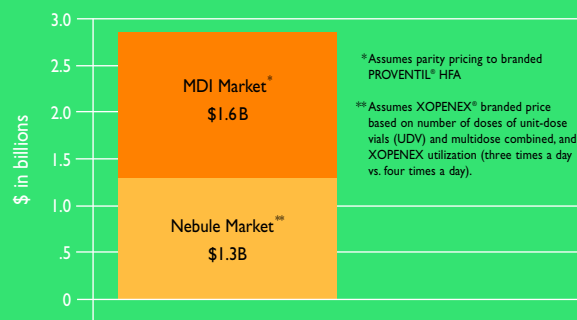 3.0
2.5
2.0
1.5
1.0
.5
0
$ in billions
MDI Market*
$1.6B
Nebule Market**
$1.3B
*Assumes parity pricing to branded
PROVENTIL® HFA
**Assumes XOPENEX® branded price
based on number of doses of unit-dose
vials (UDV) and multidose combined, and
XOPENEX utilization (three times a day
vs. four times a day).